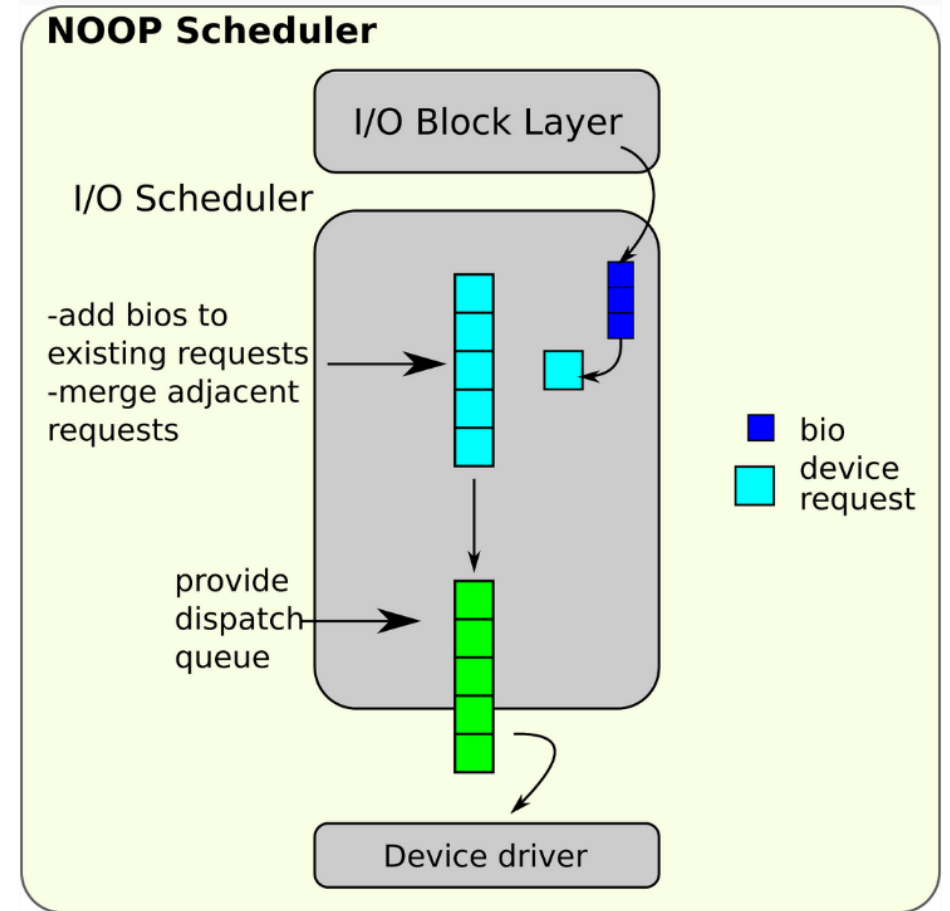 NOOP Scheduler
I/O Block Layer
I/O Scheduler
-add bios to
existing requests
-merge adjacent
requests
bio
device
request
provide
dispatch
queue
Device driver